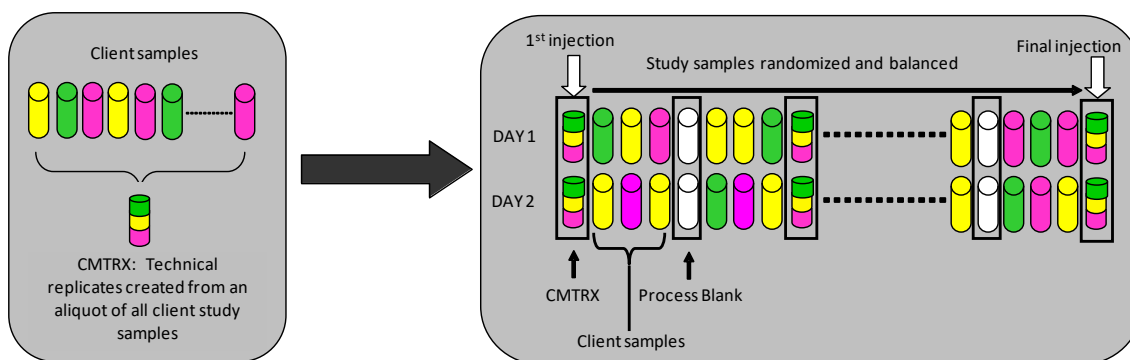 Client samples
CMTRX: Technical
replicates created from an
aliquot of all client study
samples
1st injection
Final injection
Study samples randomized and balanced
DAY 1
DAY 2
CMTRX
Process Blank
Client samples